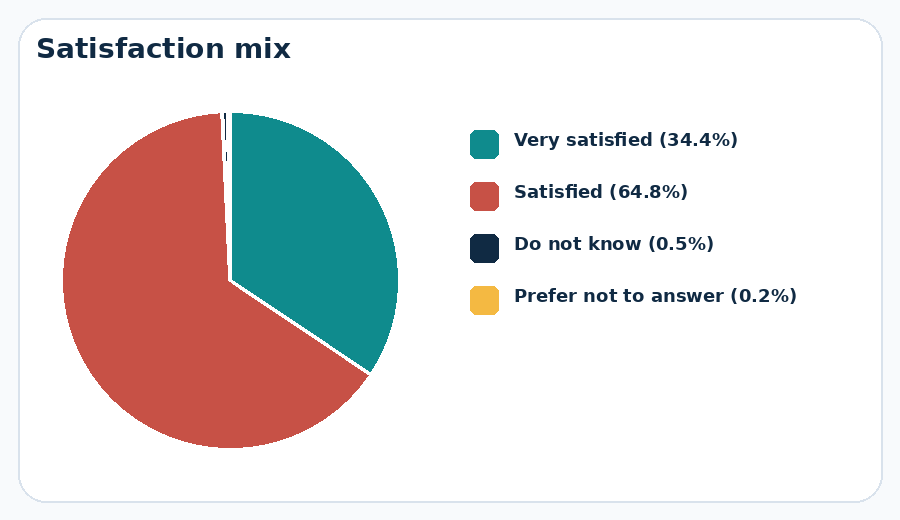 Satisfaction mix
Very satisfied (34.4%)
Satisfied (64.8%)
Do not know (0.5%)
Prefer not to answer (0.2%)